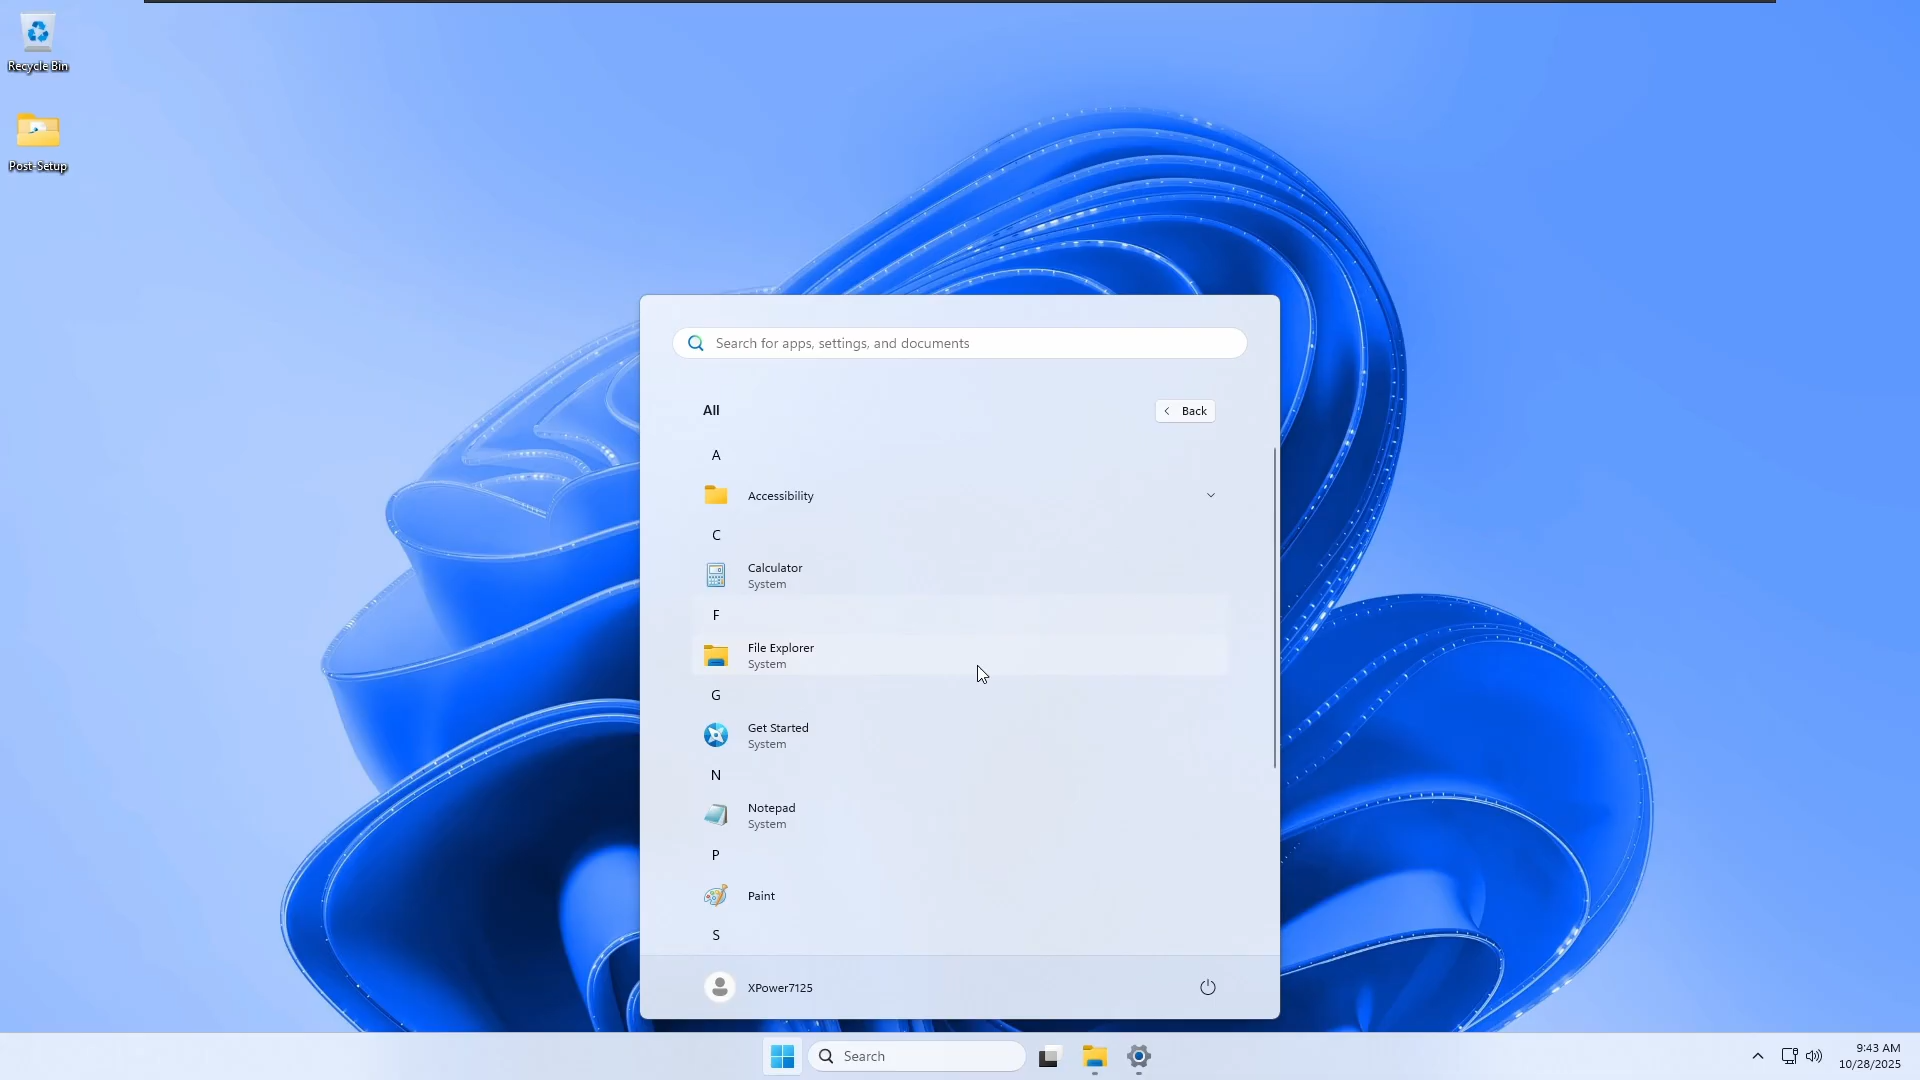 Recycle Bin
Post-Setup
Search for apps, settings, and documents
All
Back
A
Accessibility
C
Calculator
System
F
File Explorer
System
G
Get Started
System
N
Notepad
System
P
Paint
S
XPower7125
Search
9:43 AM
10/28/2025